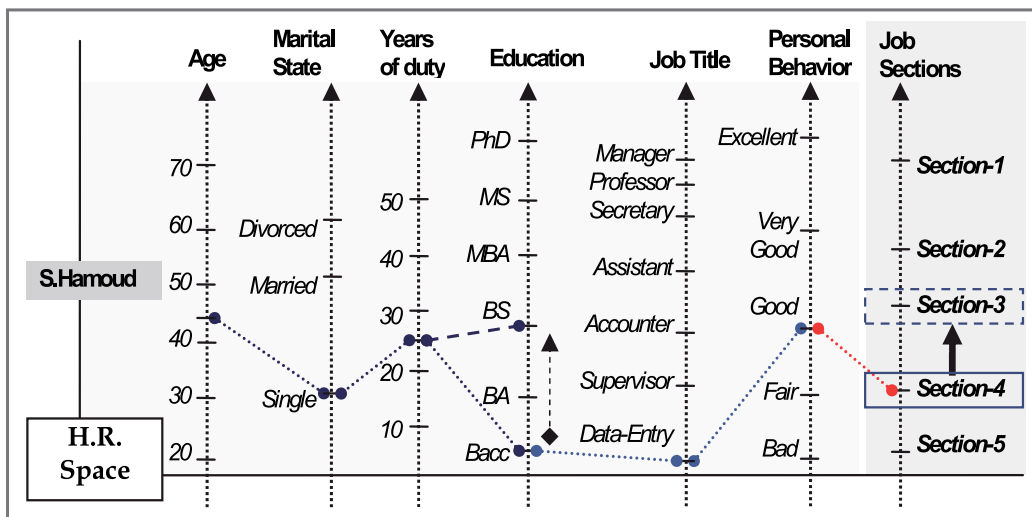 Age
Marital
State
Years
of duty
Education
Job Title
Personal
Behavior
Job
Sections
70
60
50
40
30
20
Divorced
Married
Single
50
40
30
20
10
PhD
MS
MBA
BS
BA
Bacc
Manager
Professor
Secretary
Assistant
Accounter
Supervisor
Data-Entry
Excellent
Very
Good
Good
Fair
Bad
Section-1
Section-2
Section-3
Section-4
Section-5
S.Hamoud
H.R.
Space